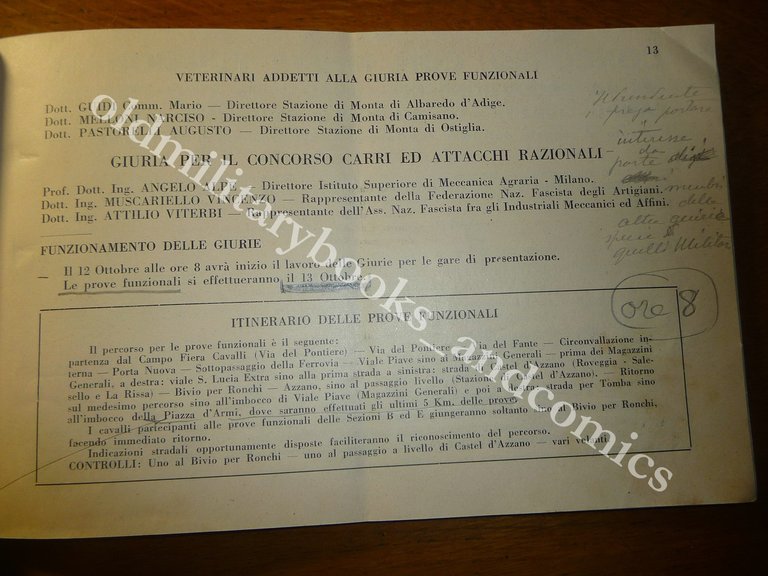 13
VETERINARI ADDETTI ALLA GIURIA PROVE FUNZIONALI
Dott. GUIDI Comm. Mario — Direttore Stazione di Monta di Albaredo d'Adige.
Dott. MELLONI NARCISO - Direttore Stazione di Monta di Camisano.
Dott. PASTORELLI AUGUSTO — Direttore Stazione di Monta di Ostiglia.
GIURIA PER IL CONCORSO CARRI ED ATTACCHI RAZIONALI
Prof. Dott. Ing. ANGELO — Direttore Istituto Superiore di Meccanica Agraria - Milano.
Dott. Ing. MUSCARIELLO VINCENZO — Rappresentante della Federazione Naz. Fascista degli Artigiani.
Dott. Ing. ATTILIO VITERBI — Rappresentante dell'Ass. Naz. Fascista fra gli Industriali Meccanici ed Affini.
FUNZIONAMENTO DELLE GIURIE
Il 12 Ottobre alle ore 8 avrà inizio il lavoro delle Giurie per le gare di presentazione.
Le prove funzionali si effettueranno il 13 Ottobre.
ore 8
ITINERARIO DELLE PROVE FUNZIONALI
Il percorso per le prove funzionali è il seguente:
partenza dal Campo Fiera Cavalli (Via del Pontiere) — Via del Pontiere — Via del Fante — Circonvallazione in-
terna — Porta Nuova — Sottopassaggio della Ferrovia — Viale Piave sino ai Magazzini Generali — prima dei Magazzini
Generali, a destra: viale S. Lucia Extra sino alla prima strada a sinistra: strada d'Azzano (Roveggia - Sale-
sello e La Rissa) — Bivio per Ronchi — Azzano, sino al passaggio livello (Stazione di Castel d'Azzano). — Ritorno
sul medesimo percorso sino all'imbocco di Viale Piave (Magazzini Generali) e poi a destra: strada per Tomba sino
all'imbocco della Piazza d'Armi, dove saranno effettuati gli ultimi 5 Km. delle prove.
I cavalli partecipanti alle prove funzionali delle Sezioni B ed E giungeranno soltanto sino al Bivio per Ronchi,
facendo immediato ritorno.
Indicazioni stradali opportunamente disposte faciliteranno il riconoscimento del percorso.
CONTROLLI: Uno al Bivio per Ronchi — uno al passaggio a livello di Castel d'Azzano — vari volanti.
oldmilitarybooks_andcomics